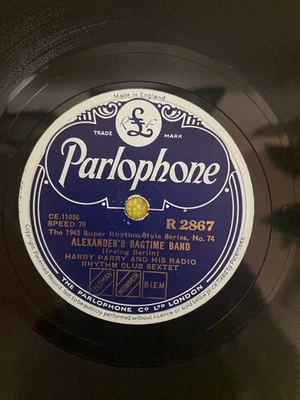 Made in England
TRADE MARK
£
Parlophone
CE.11056
SPEED 78
R 2867
The 1943 Super Rhythm-Style Series, No. 74
ALEXANDER'S RAGTIME BAND
(Irving Berlin)
HARRY PARRY AND HIS RADIO
RHYTHM CLUB SEXTET
FELDMAN
B.I.E.M.
THE PARLOPHONE CO LTD LONDON